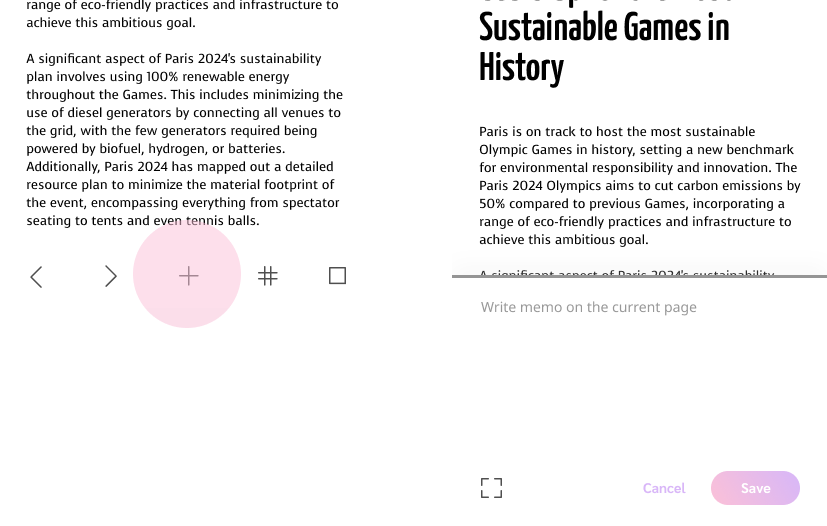 range of eco-friendly practices and infrastructure to
achieve this ambitious goal.
A significant aspect of Paris 2024's sustainability
plan involves using 100% renewable energy
throughout the Games. This includes minimizing the
use of diesel generators by connecting all venues to
the grid, with the few generators required being
powered by biofuel, hydrogen, or batteries.
Additionally, Paris 2024 has mapped out a detailed
resource plan to minimize the material footprint of
the event, encompassing everything from spectator
seating to tents and even tennis balls.
Sustainable Games in
History
Paris is on track to host the most sustainable
Olympic Games in history, setting a new benchmark
for environmental responsibility and innovation. The
Paris 2024 Olympics aims to cut carbon emissions by
50% compared to previous Games, incorporating a
range of eco-friendly practices and infrastructure to
achieve this ambitious goal.
A significant aspect of Paris 2024's sustainability
Write memo on the current page
Cancel
Save